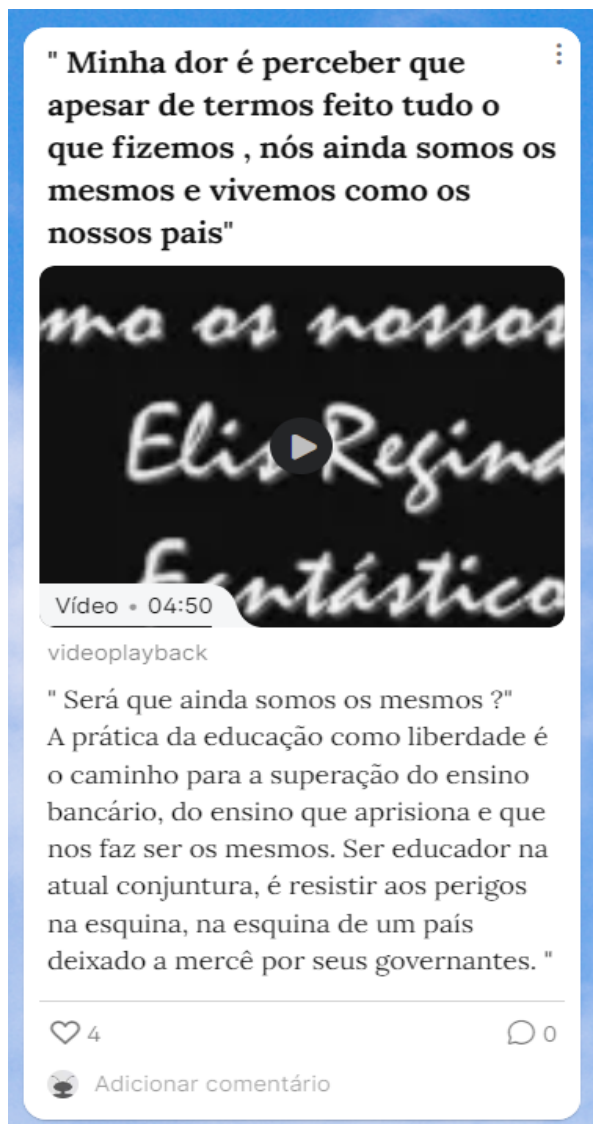 " Minha dor é perceber que
apesar de termos feito tudo o
que fizemos , nós ainda somos os
mesmos e vivemos como os
nossos pais"
mo os nossos
Elis Regina
Fantástico
Vídeo • 04:50
videoplayback
" Será que ainda somos os mesmos ?"
A prática da educação como liberdade é
o caminho para a superação do ensino
bancário, do ensino que aprisiona e que
nos faz ser os mesmos. Ser educador na
atual conjuntura, é resistir aos perigos
na esquina, na esquina de um país
deixado a mercê por seus governantes. "
4
0
Adicionar comentário